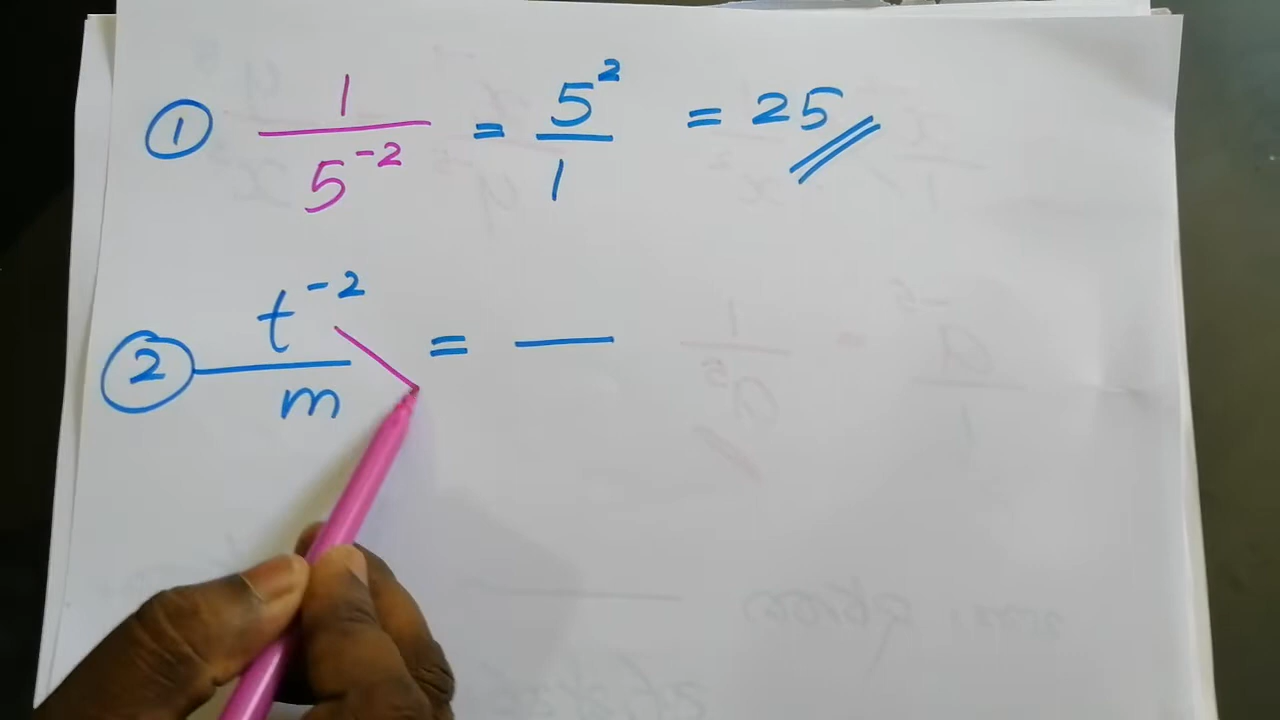 ① 1/5⁻² = 5²/1 = 25
② t⁻²/m = —